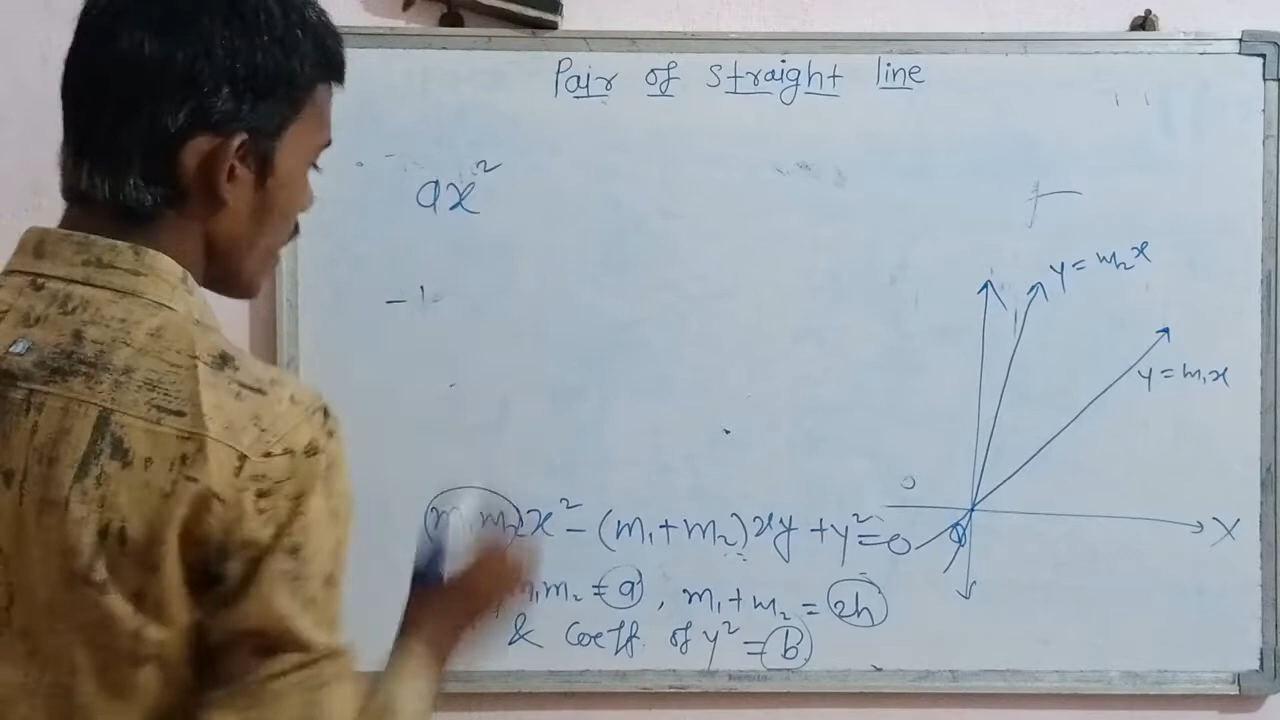 Pair of straight line
ax²
y = m₂x
y = m₁x
m₁m₂x² - (m₁ + m₂)xy + y² = 0
X
m₁m₂ = a, m₁ + m₂ = 2h
& Coeff. of y² = b